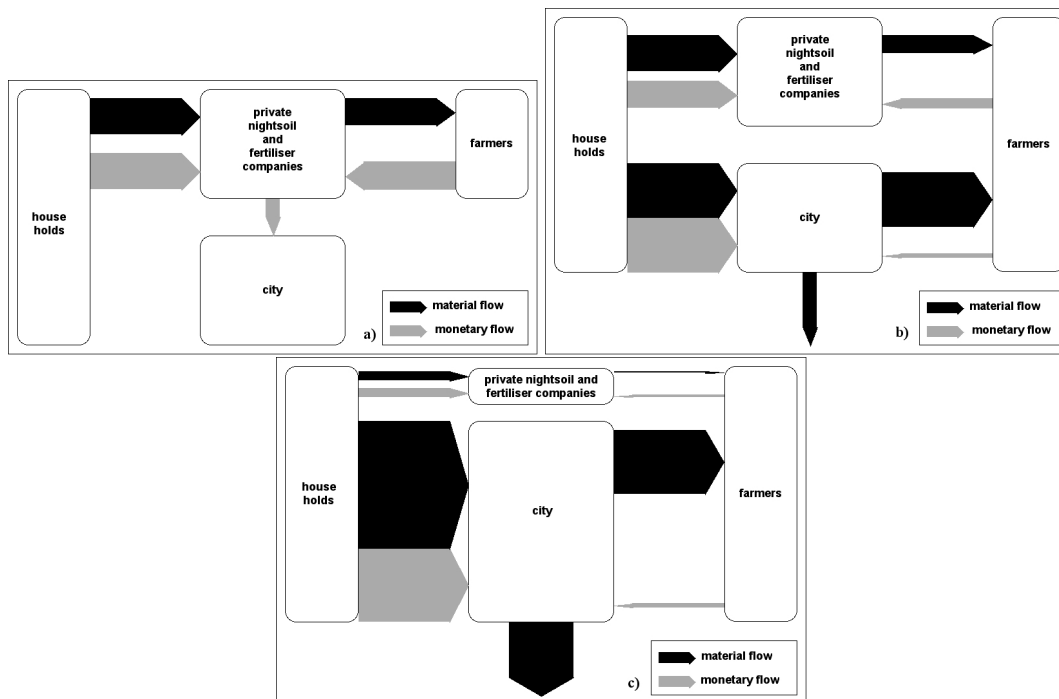 house
holds
private
nightsoil
and
fertiliser
companies
farmers
city
a)
material flow
monetary flow
house
holds
private
nightsoil
and
fertiliser
companies
farmers
city
b)
material flow
monetary flow
house
holds
private nightsoil and
fertiliser companies
city
farmers
c)
material flow
monetary flow